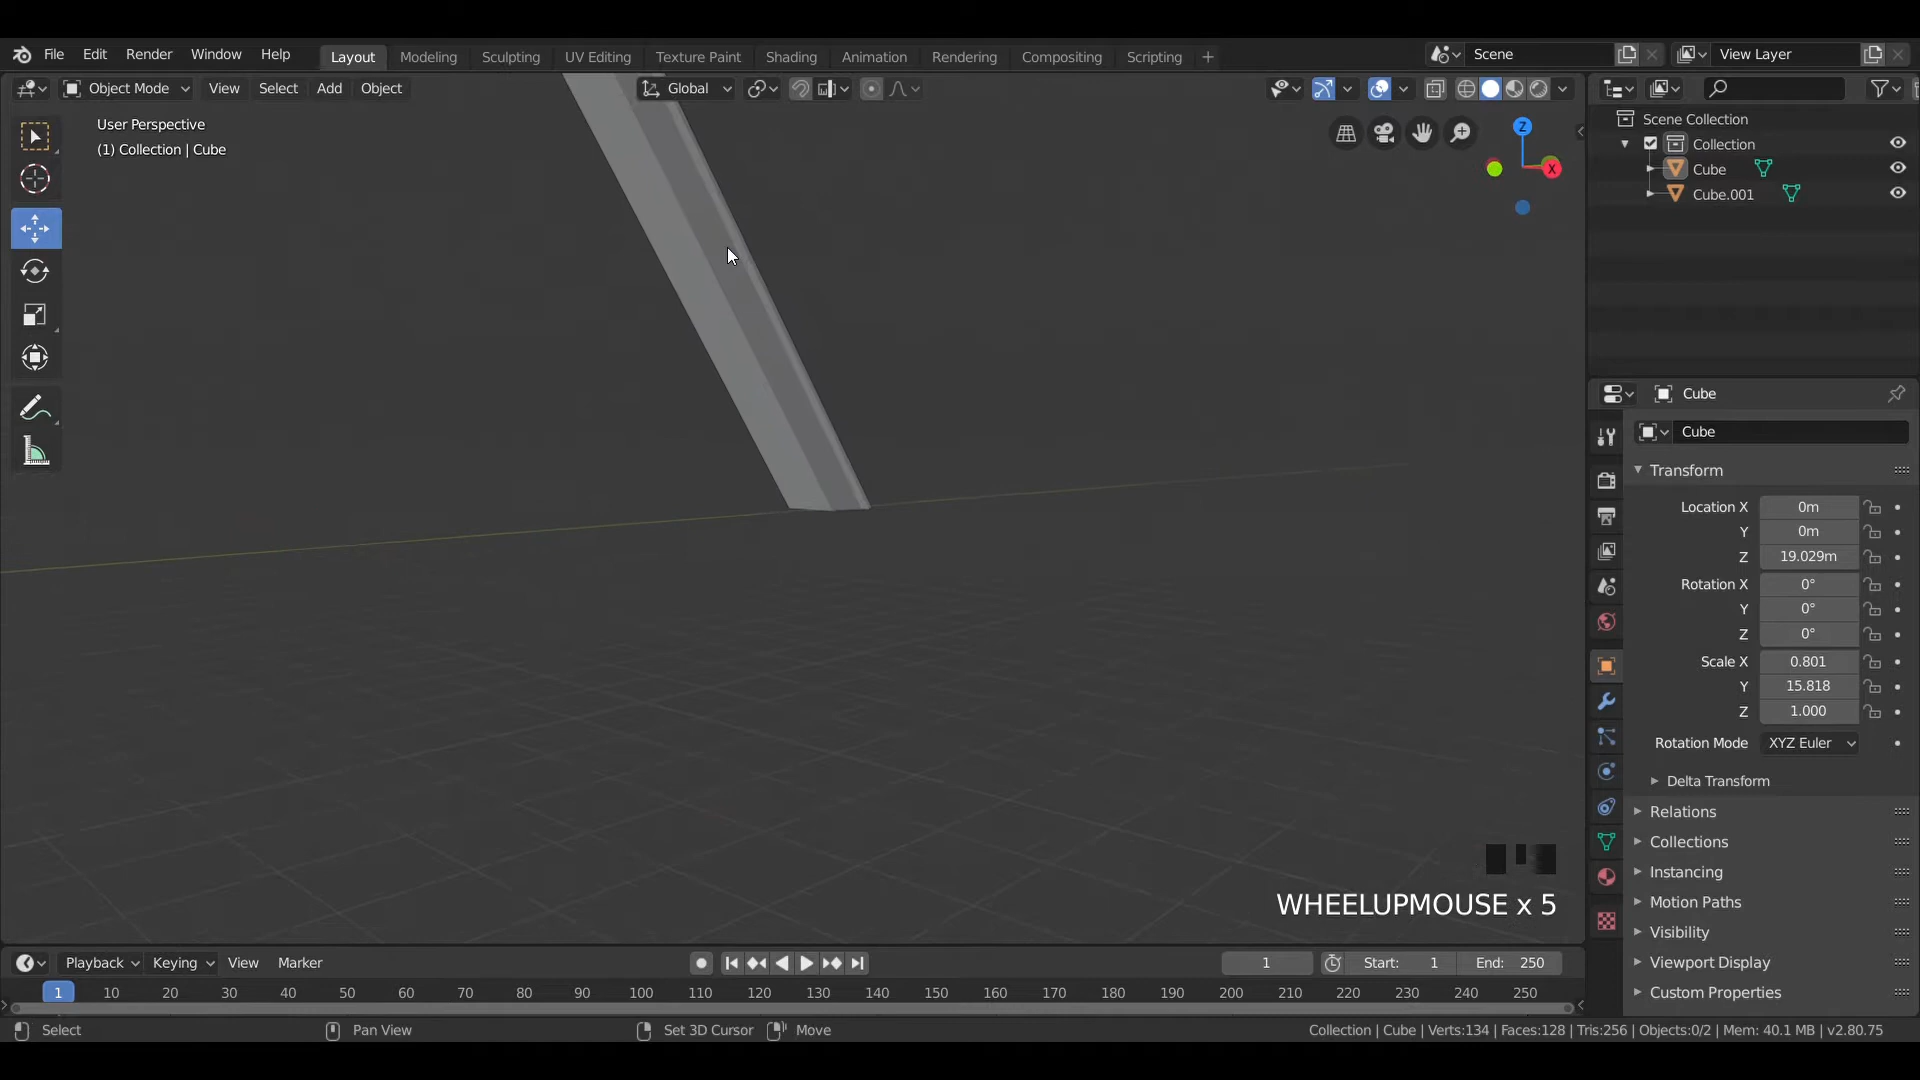 File Edit Render Window Help Layout Modeling Sculpting UV Editing Texture Paint Shading Animation Rendering Compositing Scripting + Scene View Layer
Object Mode View Select Add Object Global
User Perspective
(1) Collection | Cube
Z
X
Scene Collection
Collection
Cube
Cube.001
Cube
Cube
Transform
Location X 0m
Y 0m
Z 19.029m
Rotation X 0°
Y 0°
Z 0°
Scale X 0.801
Y 15.818
Z 1.000
Rotation Mode XYZ Euler
Delta Transform
Relations
Collections
Instancing
Motion Paths
Visibility
Viewport Display
Custom Properties
WHEELUPMOUSE x 5
Playback Keying View Marker 1 Start: 1 End: 250
1 10 20 30 40 50 60 70 80 90 100 110 120 130 140 150 160 170 180 190 200 210 220 230 240 250
Select Pan View Set 3D Cursor Move Collection | Cube | Verts:134 | Faces:128 | Tris:256 | Objects:0/2 | Mem: 40.1 MB | v2.80.75